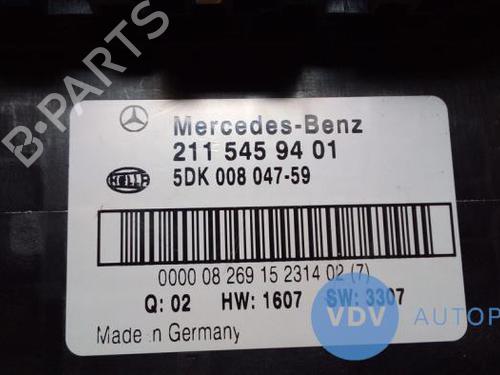 Mercedes-Benz
211 545 94 01
HELLA
5DK 008 047-59
0000 08 269 15 2314 02 (7)
Q: 02 HW: 1607 SW: 3307
Made in Germany
VDV AUTOP
B-PARTS